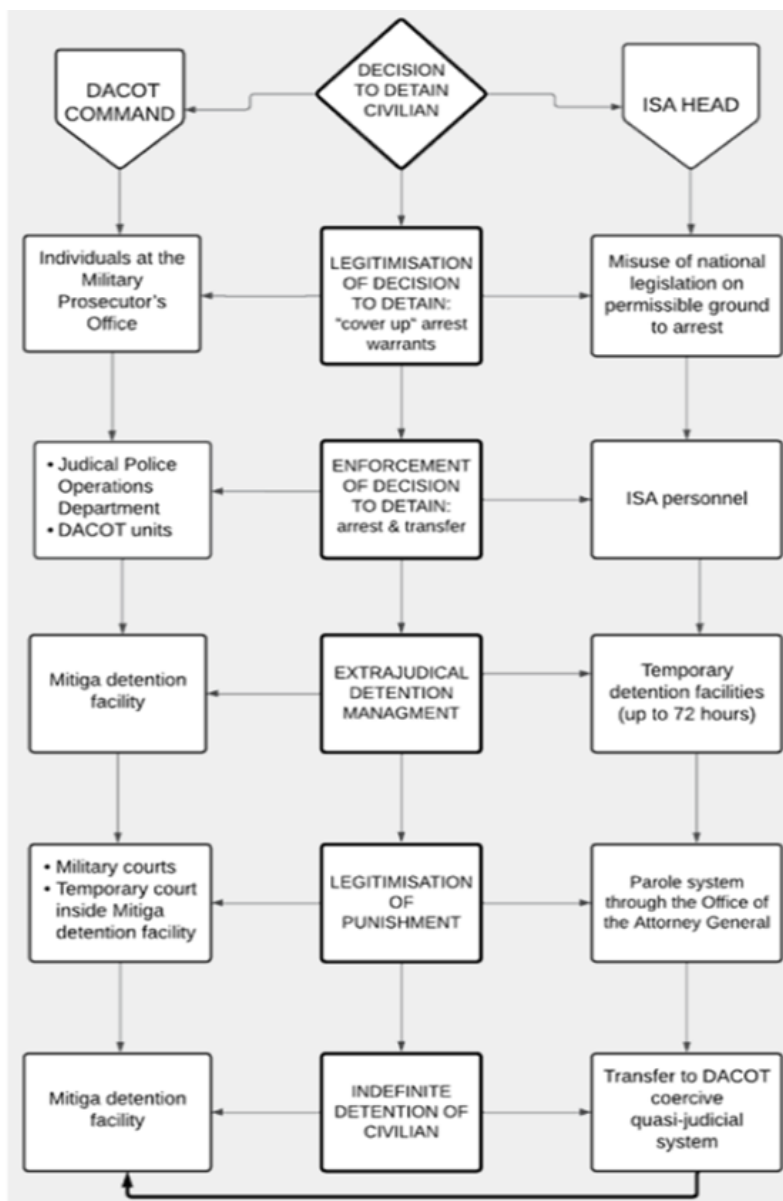 DACOT
COMMAND
DECISION
TO DETAIN
CIVILIAN
ISA HEAD
Individuals at the
Military
Prosecutor's
Office
LEGITIMISATION
OF DECISION
TO DETAIN:
"cover up" arrest
warrants
Misuse of national
legislation on
permissible ground
to arrest
• Judical Police
Operations
Department
• DACOT units
ENFORCEMENT
OF DECISION
TO DETAIN:
arrest & transfer
ISA personnel
Mitiga detention
facility
EXTRAJUDICAL
DETENTION
MANAGMENT
Temporary
detention facilities
(up to 72 hours)
• Military courts
• Temporary court
inside Mitiga
detention facility
LEGITIMISATION
OF
PUNISHMENT
Parole system
through the Office of
the Attorney General
Mitiga detention
facility
INDEFINITE
DETENTION OF
CIVILIAN
Transfer to DACOT
coercive
quasi-judicial
system